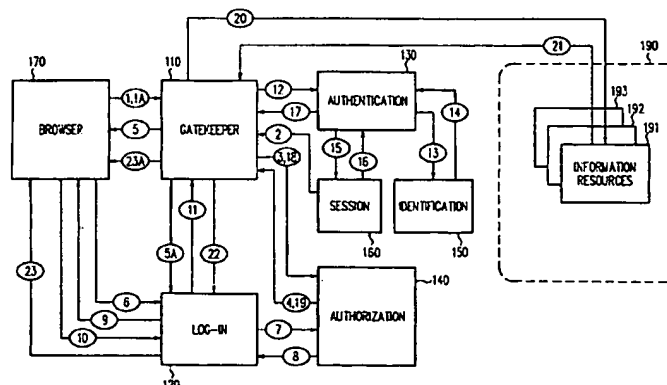 20
21
190
170
110
130
193
192
191
1,1A
12
14
AUTHENTICATION
BROWSER
5
GATEKEEPER
17
2
23A
3,18
15
16
13
INFORMATION
RESOURCES
11
SESSION
IDENTIFICATION
160
150
23
5A
22
140
6
4,19
9
LOG-IN
7
AUTHORIZATION
10
8